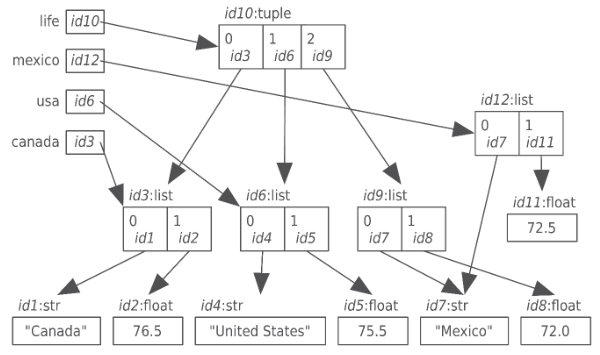 id10:tuple
life id10
0 1 2
id3 id6 id9
mexico id12
usa id6
id12:list
0 1
id7 id11
canada id3
id3:list id6:list id9:list
id11:float
72.5
0 1 0 1 0 1
id1 id2 id4 id5 id7 id8
id1:str id2:float id4:str id5:float id7:str id8:float
"Canada" 76.5 "United States" 75.5 "Mexico" 72.0